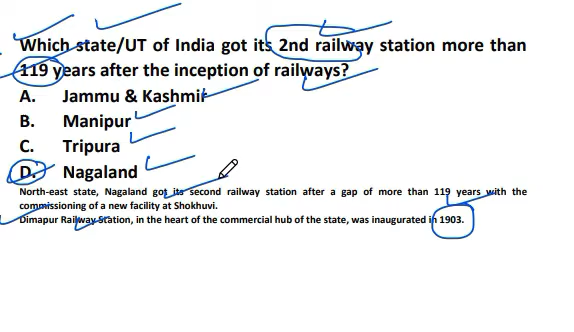 Which state/UT of India got its 2nd railway station more than
119 years after the inception of railways?
A. Jammu & Kashmir
B. Manipur
C. Tripura
D. Nagaland
North-east state, Nagaland got its second railway station after a gap of more than 119 years with the
commissioning of a new facility at Shokhuvi.
Dimapur Railway Station, in the heart of the commercial hub of the state, was inaugurated in 1903.